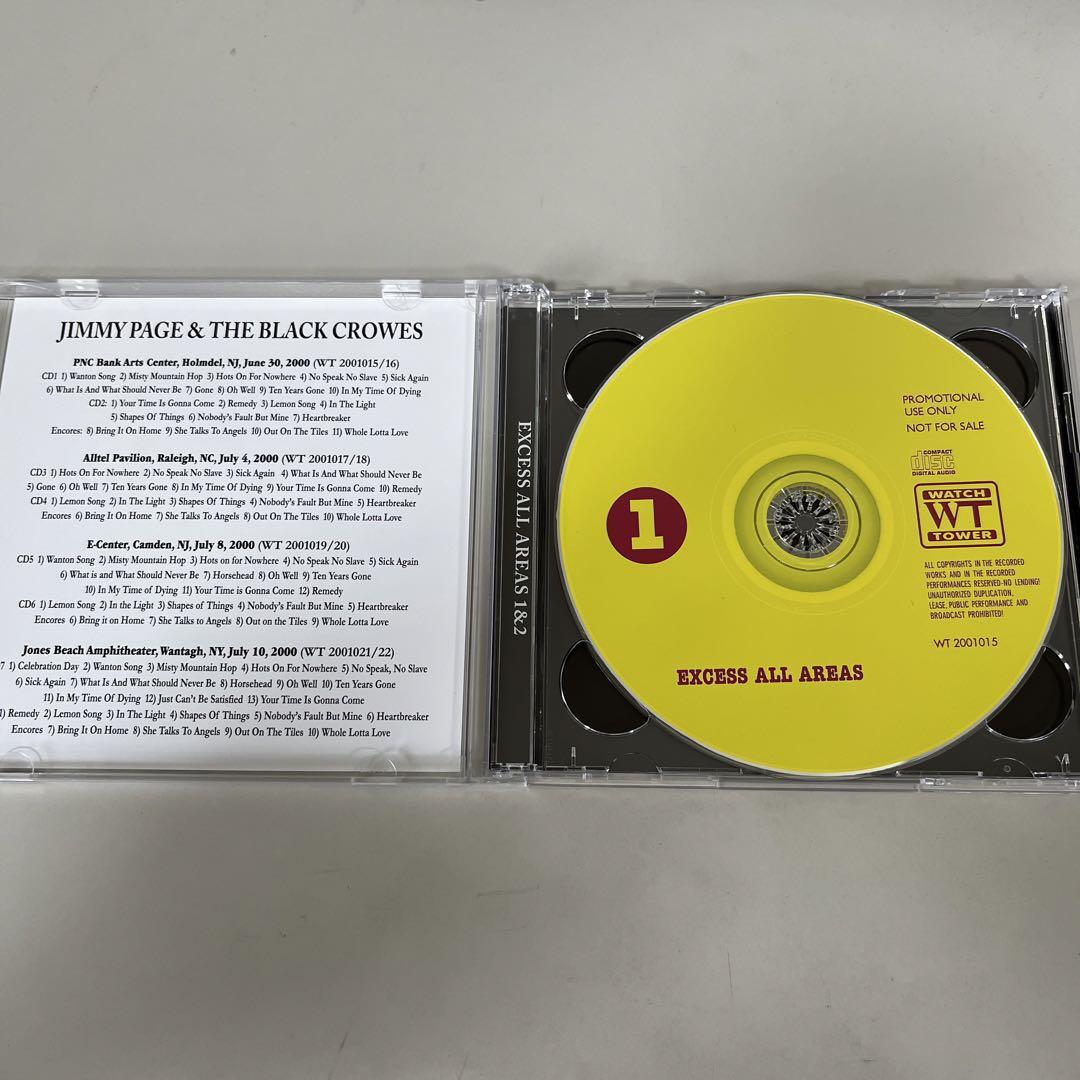 JIMMY PAGE & THE BLACK CROWES
PNC Bank Arts Center, Holmdel, NJ, June 30, 2000 (WT 2001015/16)
CD1 1) Wanton Song 2) Misty Mountain Hop 3) Hots On For Nowhere 4) No Speak No Slave 5) Sick Again
6) What Is And What Should Never Be 7) Gone 8) Oh Well 9) Ten Years Gone 10) In My Time Of Dying
CD2: 1) Your Time Is Gonna Come 2) Remedy 3) Lemon Song 4) In The Light
5) Shapes Of Things 6) Nobody's Fault But Mine 7) Heartbreaker
Encores: 8) Bring It On Home 9) She Talks To Angels 10) Out On The Tiles 11) Whole Lotta Love
Alltel Pavilion, Raleigh, NC, July 4, 2000 (WT 2001017/18)
CD3 1) Hots On For Nowhere 2) No Speak No Slave 3) Sick Again 4) What Is And What Should Never Be
5) Gone 6) Oh Well 7) Ten Years Gone 8) In My Time Of Dying 9) Your Time Is Gonna Come 10) Remedy
CD4 1) Lemon Song 2) In The Light 3) Shapes Of Things 4) Nobody's Fault But Mine 5) Heartbreaker
Encores 6) Bring It On Home 7) She Talks To Angels 8) Out On The Tiles 10) Whole Lotta Love
E-Center, Camden, NJ, July 8, 2000 (WT 2001019/20)
CD5 1) Wanton Song 2) Misty Mountain Hop 3) Hots on For Nowhere 4) No Speak No Slave 5) Sick Again
6) What is and What Should Never Be 7) Horsehead 8) Oh Well 9) Ten Years Gone
10) In My Time of Dying 11) Your Time is Gonna Come 12) Remedy
CD6 1) Lemon Song 2) In the Light 3) Shapes of Things 4) Nobody's Fault But Mine 5) Heartbreaker
Encores 6) Bring it on Home 7) She Talks to Angels 8) Out on the Tiles 9) Whole Lotta Love
Jones Beach Amphitheater, Wantagh, NY, July 10, 2000 (WT 2001021/22)
7 1) Celebration Day 2) Wanton Song 3) Misty Mountain Hop 4) Hots On For Nowhere 5) No Speak, No Slave
6) Sick Again 7) What Is And What Should Never Be 8) Horsehead 9) Oh Well 10) Ten Years Gone
11) In My Time Of Dying 12) Just Can't Be Satisfied 13) Your Time Is Gonna Come
1) Remedy 2) Lemon Song 3) In The Light 4) Shapes Of Things 5) Nobody's Fault But Mine 6) Heartbreaker
Encores 7) Bring It On Home 8) She Talks To Angels 9) Out On The Tiles 10) Whole Lotta Love
EXCESS ALL AREAS 1&2
1
PROMOTIONAL
USE ONLY
NOT FOR SALE
COMPACT
disc
DIGITAL AUDIO
WATCH
WT
TOWER
ALL COPYRIGHTS IN THE RECORDED
WORKS AND IN THE RECORDED
PERFORMANCES RESERVED-NO LENDING!
UNAUTHORIZED DUPLICATION,
LEASE, PUBLIC PERFORMANCE AND
BROADCAST PROHIBITED!
WT 2001015
EXCESS ALL AREAS